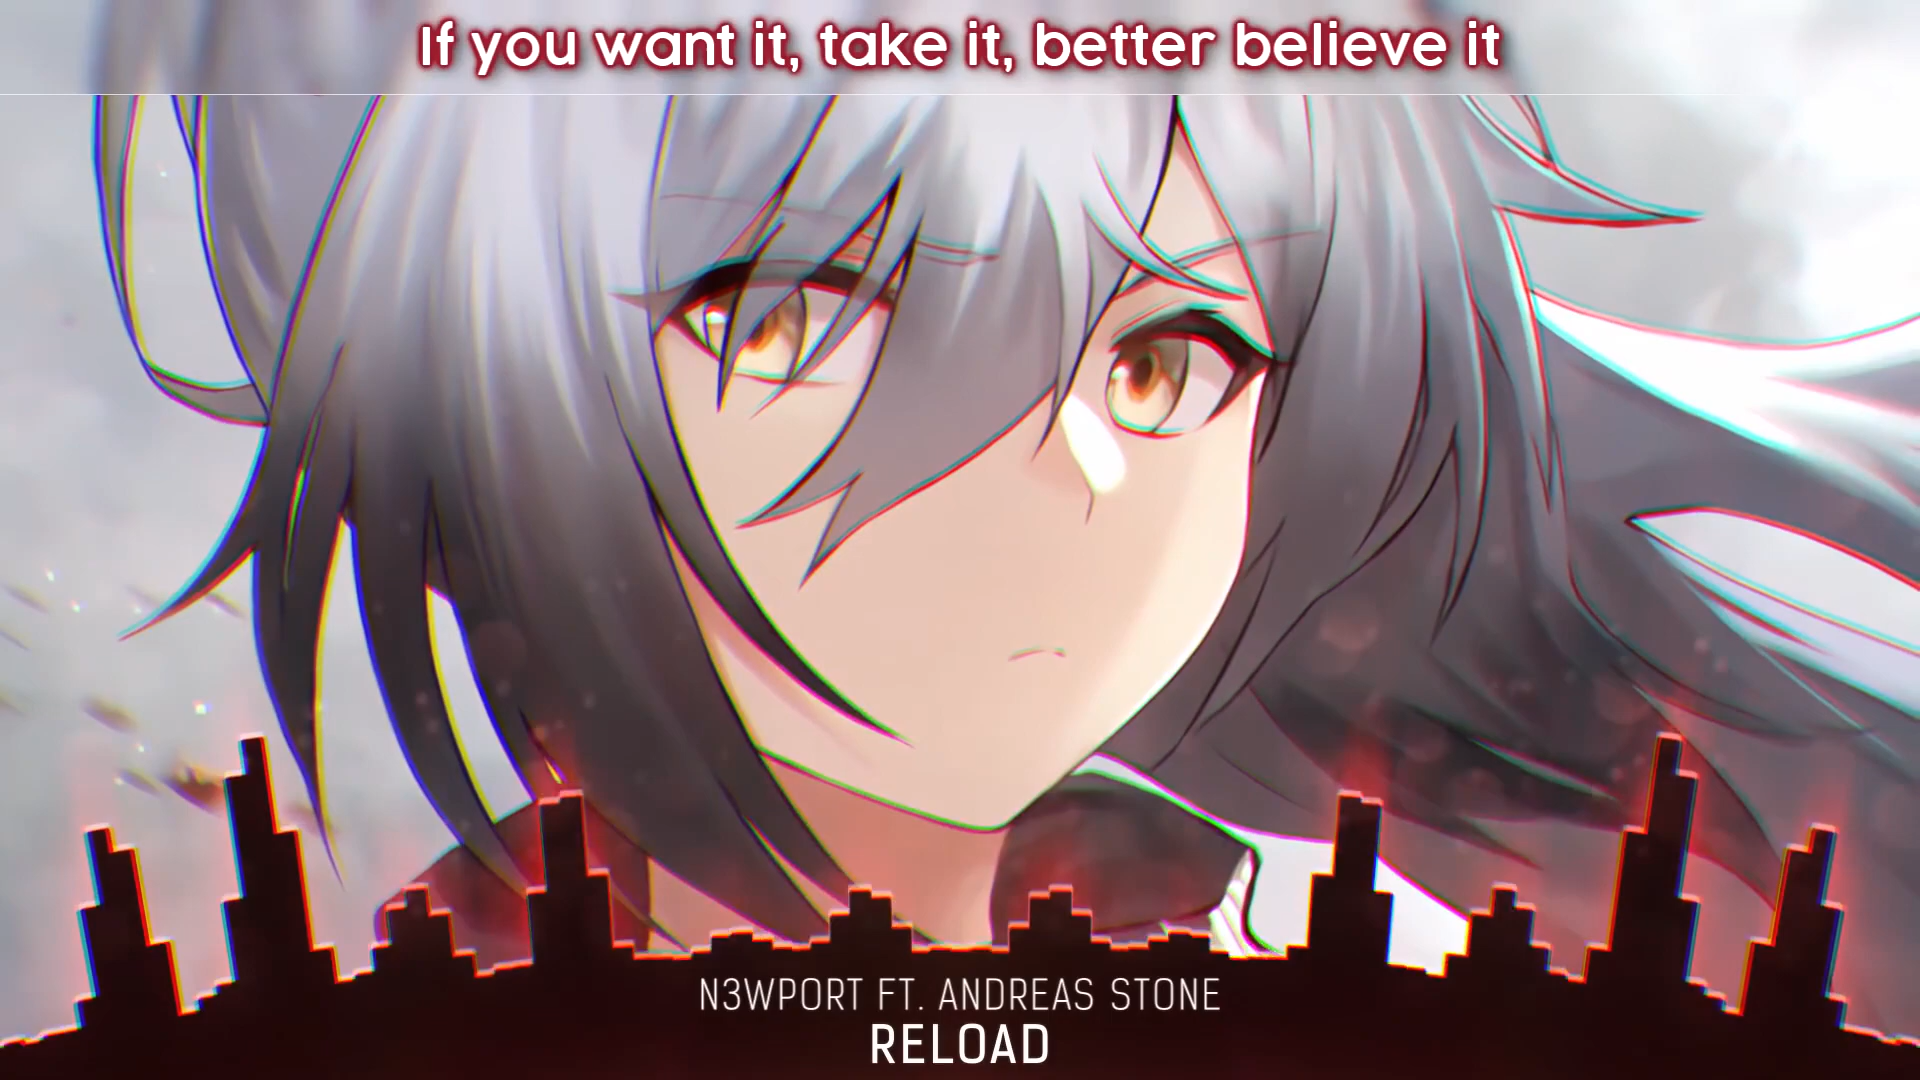 If you want it, take it, better believe it
N3WPORT FT. ANDREAS STONE
RELOAD